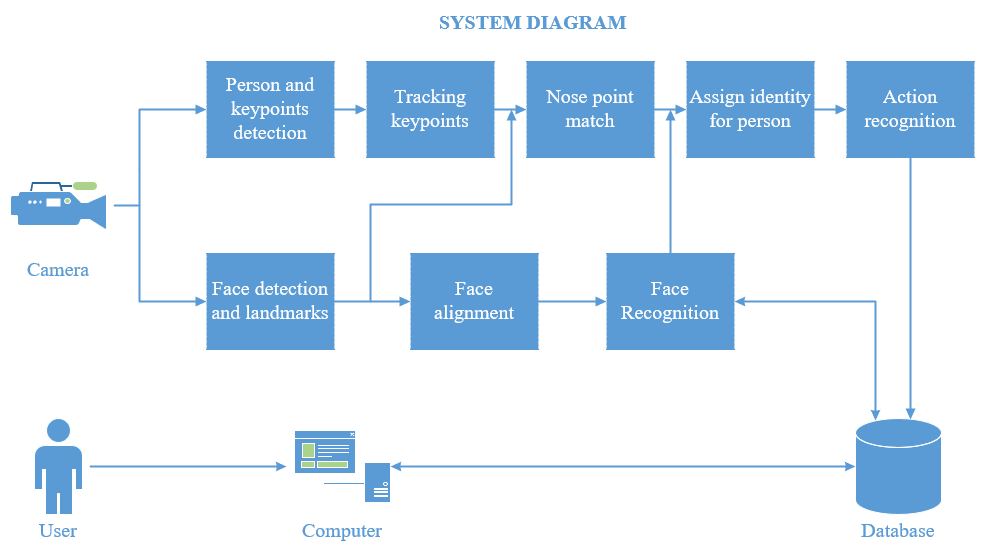 SYSTEM DIAGRAM
Person and
keypoints
detection
Tracking
keypoints
Nose point
match
Assign identity
for person
Action
recognition
Camera
Face detection
and landmarks
Face
alignment
Face
Recognition
User
Computer
Database